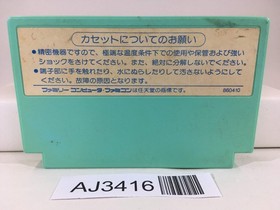 カセットについてのお願い
●精密機器ですので、極端な温度条件下での使用や保管および強い
ショックをさけてください。また、絶対に分解しないでください。
●端子部に手を触れたり、水にぬらしたりして汚さないようにして
ください。故障の原因となります。
ファミリー コンピュータ・ファミコンは任天堂の商標です。 860410
AJ3416